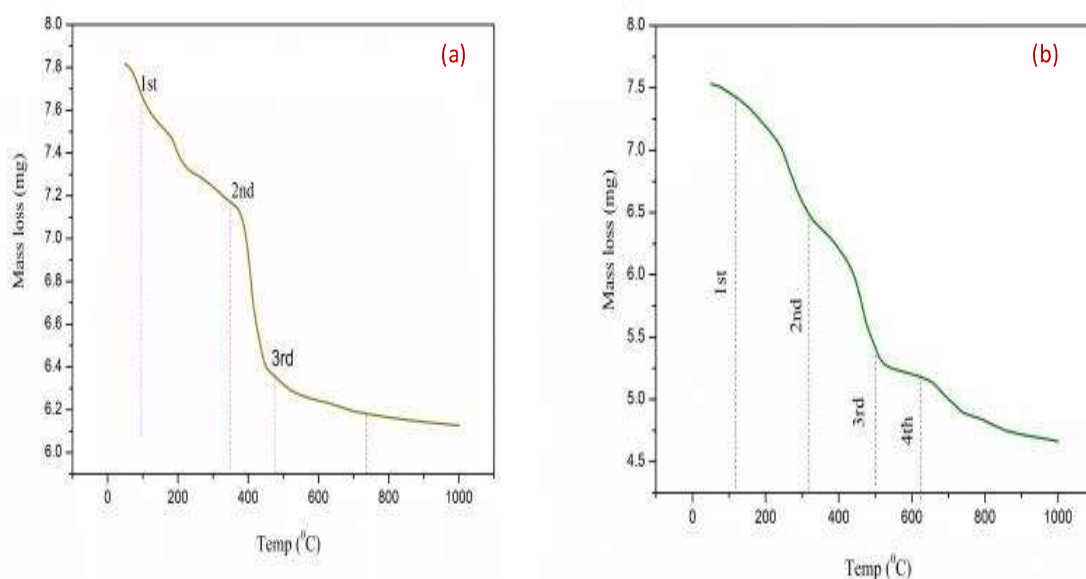 (a)
8.0
7.8
7.6
7.4
7.2
7.0
6.8
6.6
6.4
6.2
6.0
Mass loss (mg)
1st
2nd
3rd
0 200 400 600 800 1000
Temp (⁰C)
(b)
8.0
7.5
7.0
6.5
6.0
5.5
5.0
4.5
Mass loss (mg)
1st
2nd
3rd
4th
0 200 400 600 800 1000
Temp (⁰C)